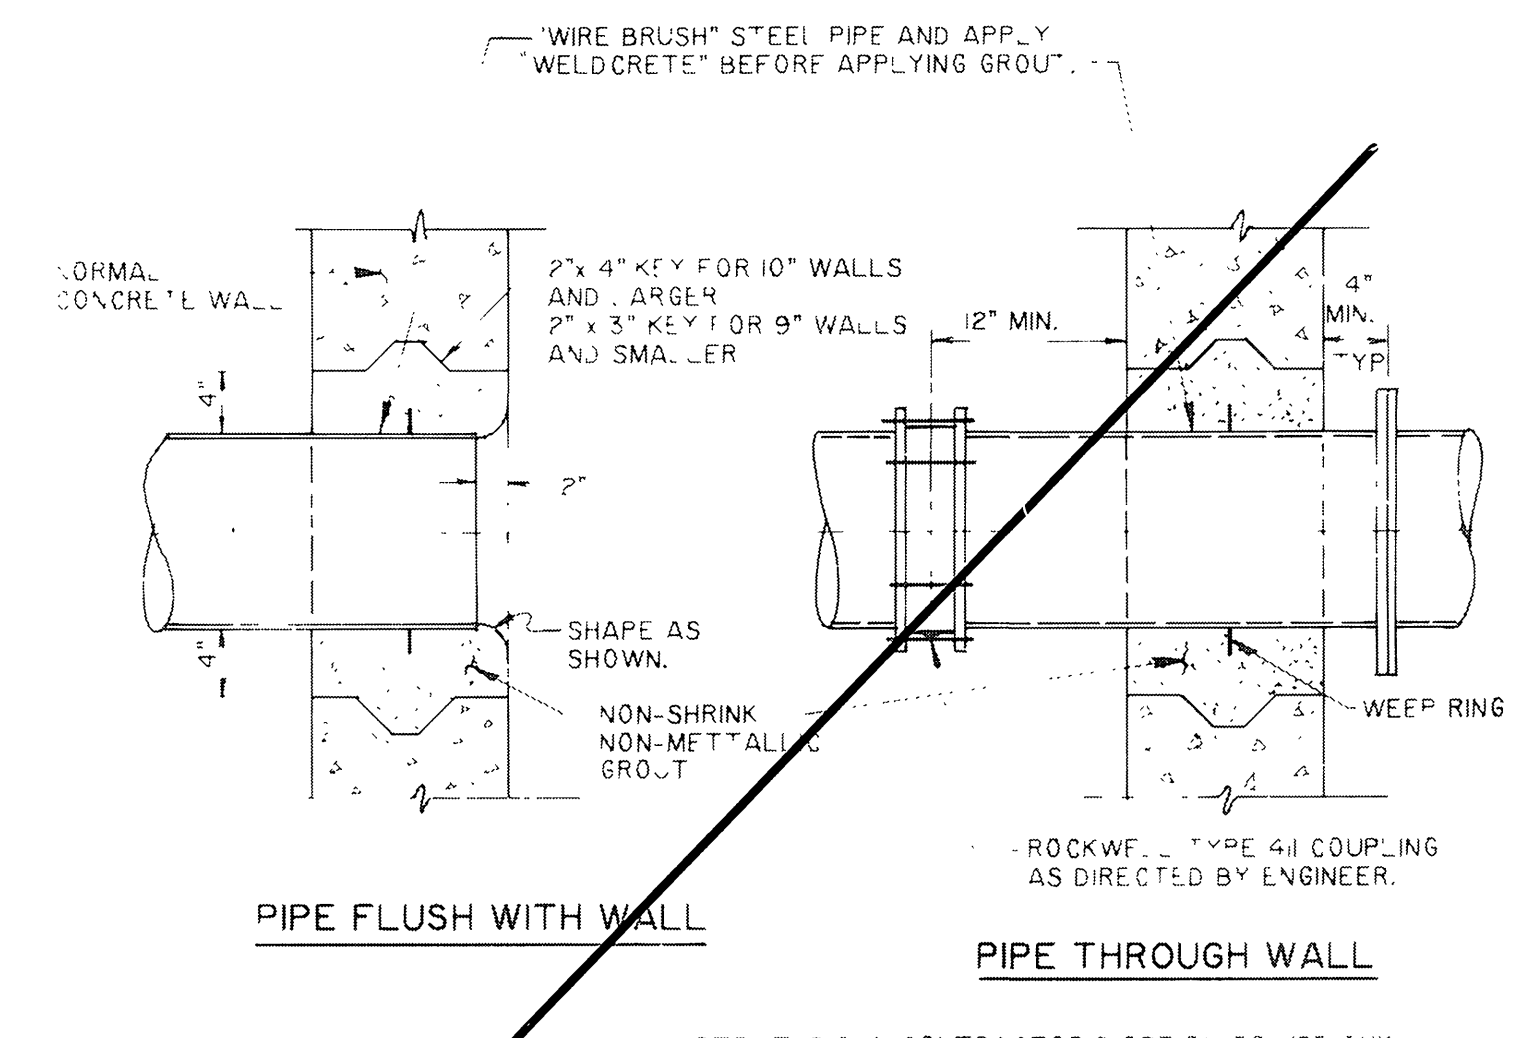 "WIRE BRUSH" STEEL PIPE AND APPLY
"WELDCRETE" BEFORE APPLYING GROUT.
NORMAL
CONCRETE WALL
2" x 4" KEY FOR 10" WALLS
AND LARGER
2" x 3" KEY FOR 9" WALLS
AND SMALLER
12" MIN.
4"
MIN.
TYP
4"
2"
4"
SHAPE AS
SHOWN.
NON-SHRINK
NON-METTALLIC
GROUT
WEEP RING
ROCKWELL TYPE 411 COUPLING
AS DIRECTED BY ENGINEER.
PIPE FLUSH WITH WALL
PIPE THROUGH WALL